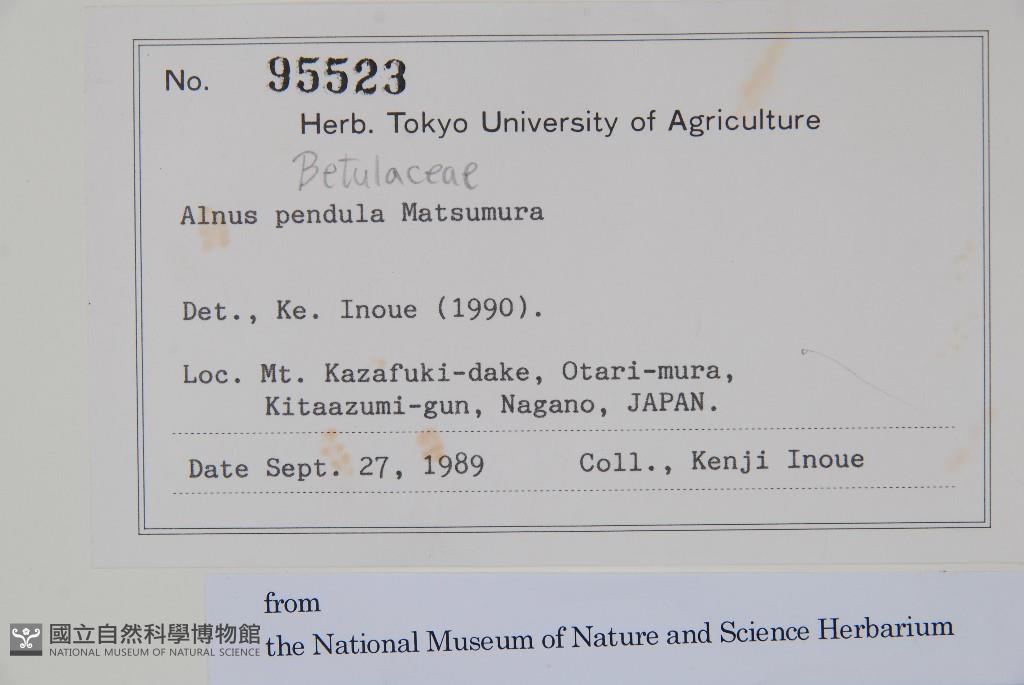 No. 95523
Herb. Tokyo University of Agriculture
Betulaceae
Alnus pendula Matsumura
Det., Ke. Inoue (1990).
Loc. Mt. Kazafuki-dake, Otari-mura,
Kitaazumi-gun, Nagano, JAPAN.
Date Sept. 27, 1989 Coll., Kenji Inoue
from
the National Museum of Nature and Science Herbarium
國立自然科學博物館
NATIONAL MUSEUM OF NATURAL SCIENCE